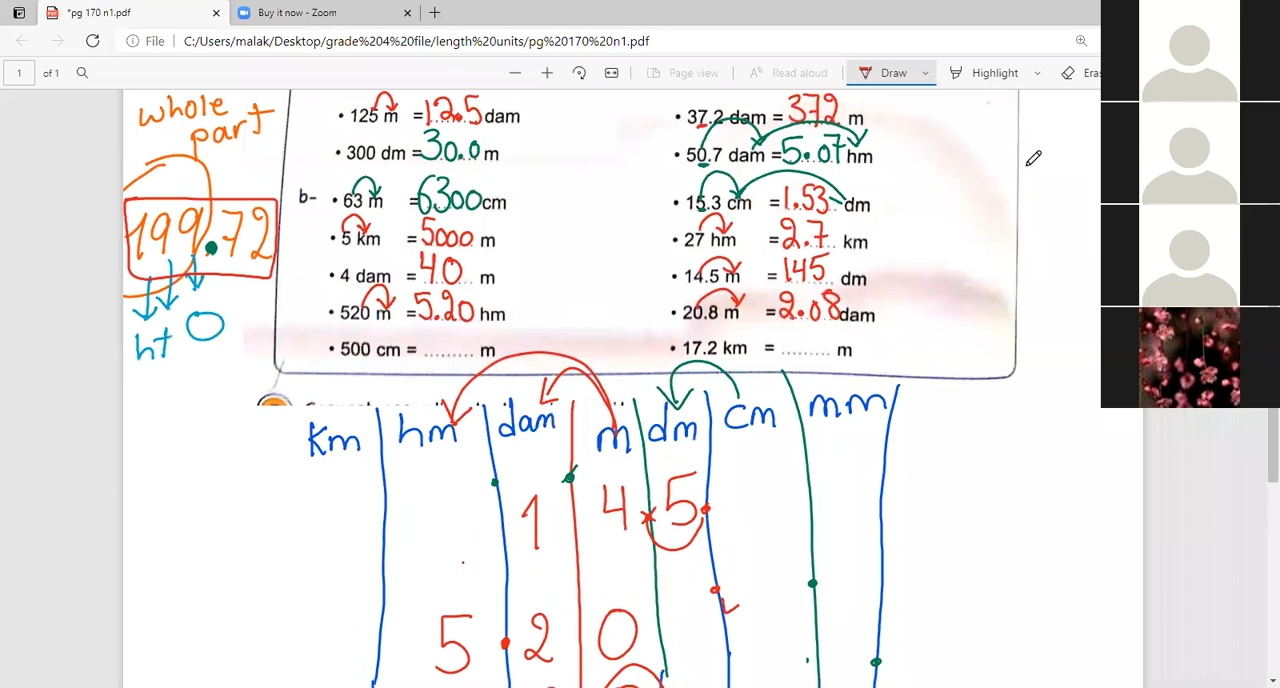 *pg 170 n1.pdf
Buy it now - Zoom
File
C:/Users/malak/Desktop/grade%204%20file/length%20units/pg%20170%20n1.pdf
1 of 1
Page view
Read aloud
Draw
Highlight
Eras
whole part
199.72
ht
• 125 m = 12.5 dam
• 300 dm = 30.0 m
b- • 63 m = 6300 cm
• 5 km = 5000 m
• 4 dam = 40 m
• 520 m = 5.20 hm
• 500 cm = ......... m
• 37.2 dam = 372 m
• 50.7 dam = 5.07 hm
• 15.3 cm = 1.53 dm
• 27 hm = 2.7 km
• 14.5 m = 145 dm
• 20.8 m = 2.08 dam
• 17.2 km = ......... m
Km hm dam m dm cm mm
1 4 5
5 2 0